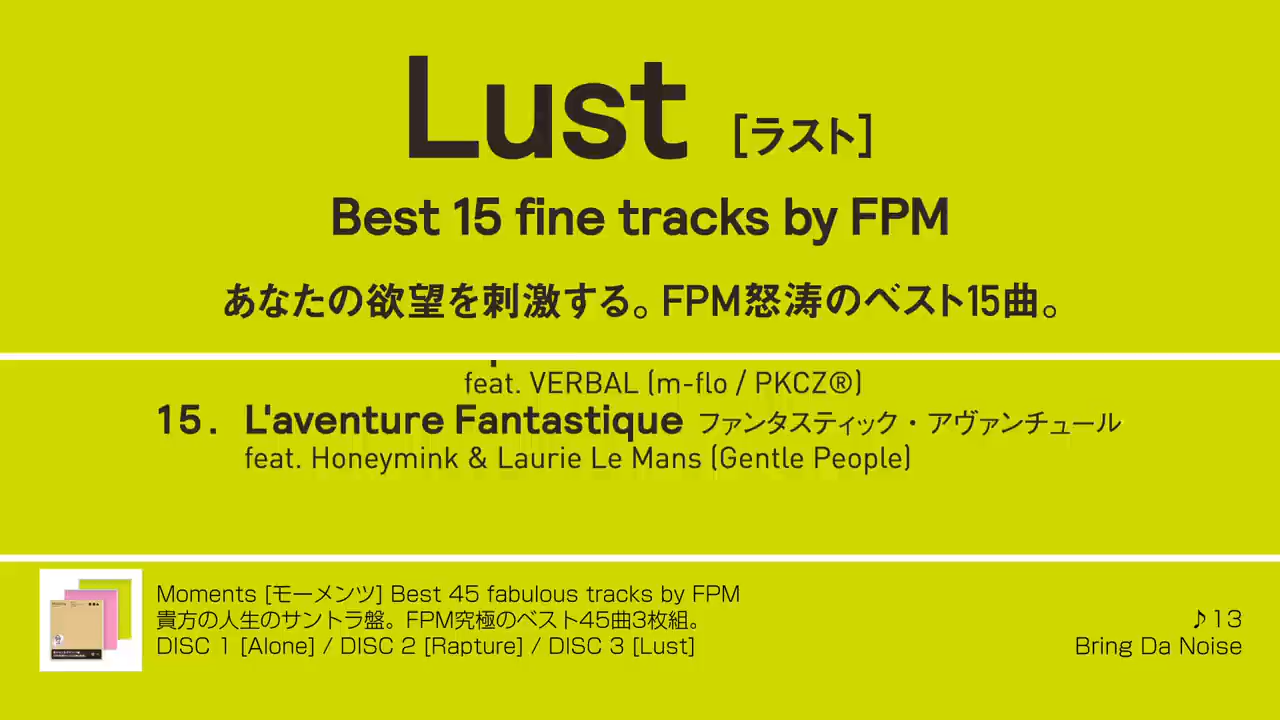 Lust [ラスト]
Best 15 fine tracks by FPM
あなたの欲望を刺激する。FPM怒涛のベスト15曲。
feat. VERBAL (m-flo / PKCZ®)
15. L'aventure Fantastique ファンタスティック・アヴァンチュール
feat. Honeymink & Laurie Le Mans (Gentle People)
Moments [モーメンツ] Best 45 fabulous tracks by FPM
貴方の人生のサントラ盤。FPM究極のベスト45曲3枚組。
DISC 1 [Alone] / DISC 2 [Rapture] / DISC 3 [Lust]
♪13
Bring Da Noise